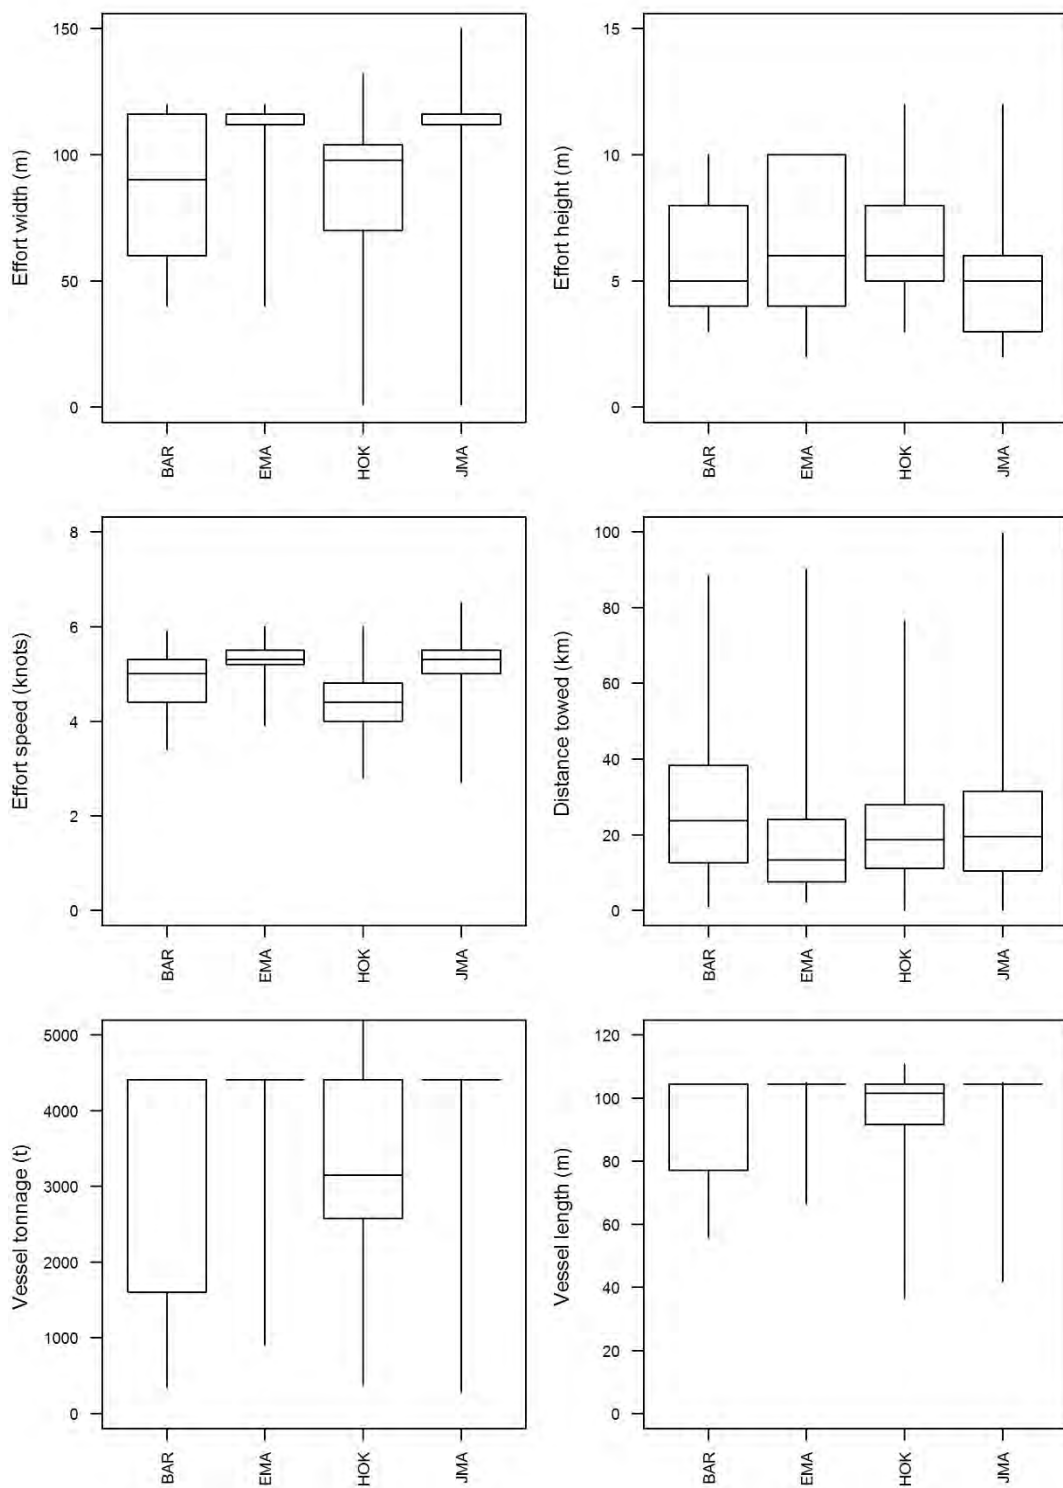 Effort width (m)
150
100
50
0
BAR
EMA
HOK
JMA
Effort height (m)
15
10
5
0
BAR
EMA
HOK
JMA
Effort speed (knots)
8
6
4
2
0
BAR
EMA
HOK
JMA
Distance towed (km)
100
80
60
40
20
0
BAR
EMA
HOK
JMA
Vessel tonnage (t)
5000
4000
3000
2000
1000
0
BAR
EMA
HOK
JMA
Vessel length (m)
120
100
80
60
40
20
0
BAR
EMA
HOK
JMA